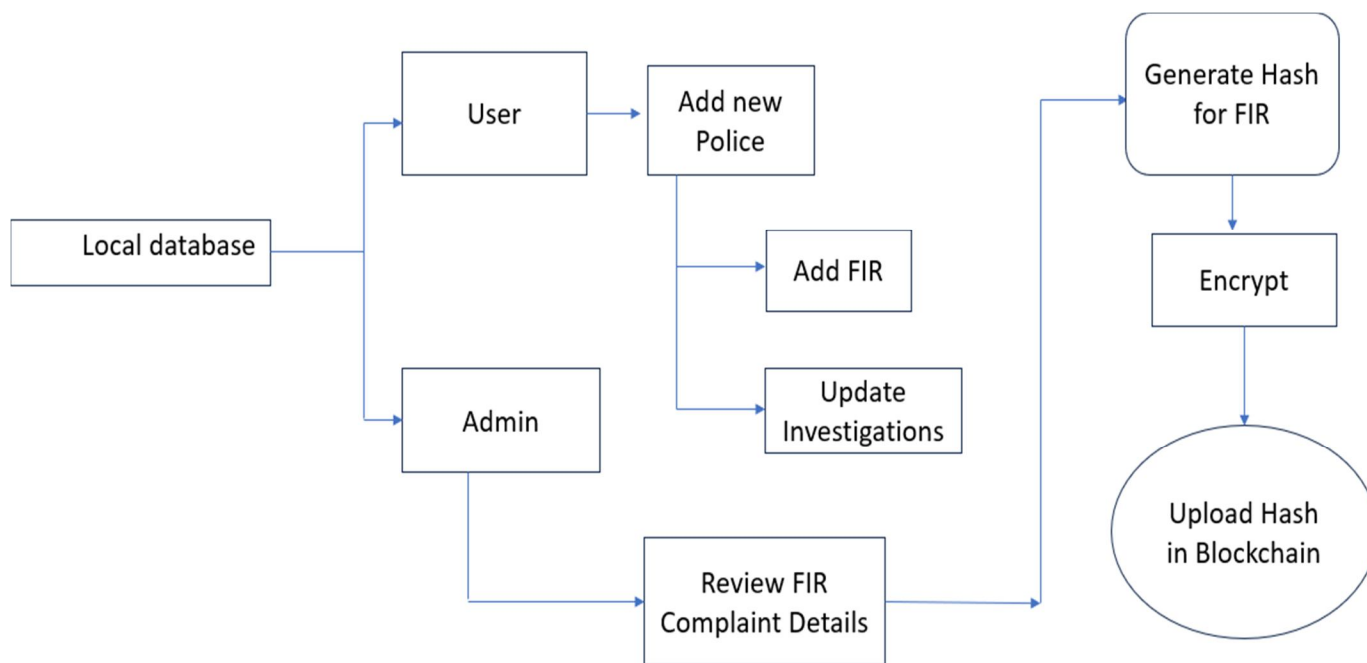 Local database
User
Add new
Police
Add FIR
Update
Investigations
Admin
Review FIR
Complaint Details
Generate Hash
for FIR
Encrypt
Upload Hash
in Blockchain